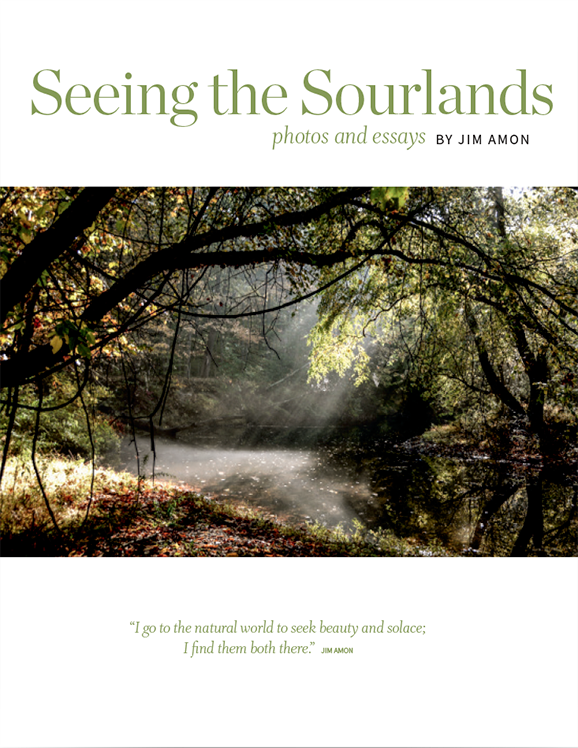 Seeing the Sourlands
photos and essays BY JIM AMON
“I go to the natural world to seek beauty and solace;
I find them both there.” JIM AMON